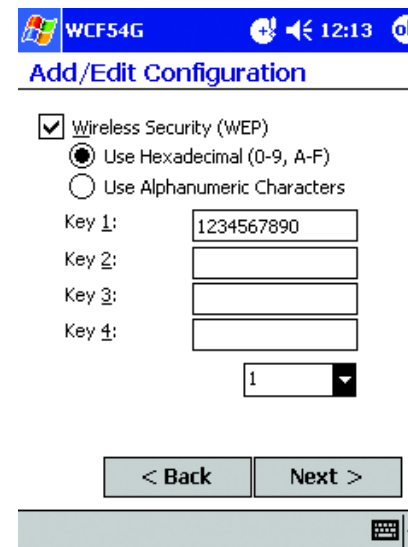 WCF54G 12:13
Add/Edit Configuration
Wireless Security (WEP)
Use Hexadecimal (0-9, A-F)
Use Alphanumeric Characters
Key 1: 1234567890
Key 2:
Key 3:
Key 4:
1
< Back Next >